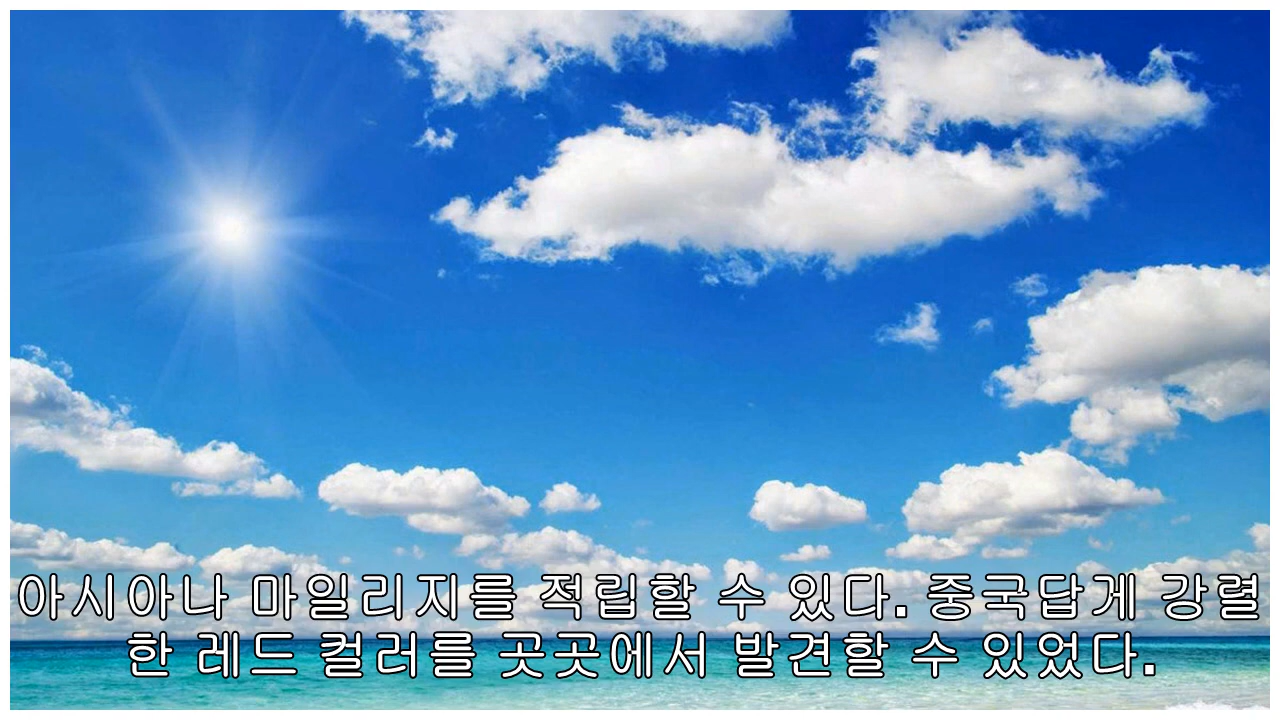 아시아나 마일리지를 적립할 수 있다. 중국답게 강렬
한 레드 컬러를 곳곳에서 발견할 수 있었다.